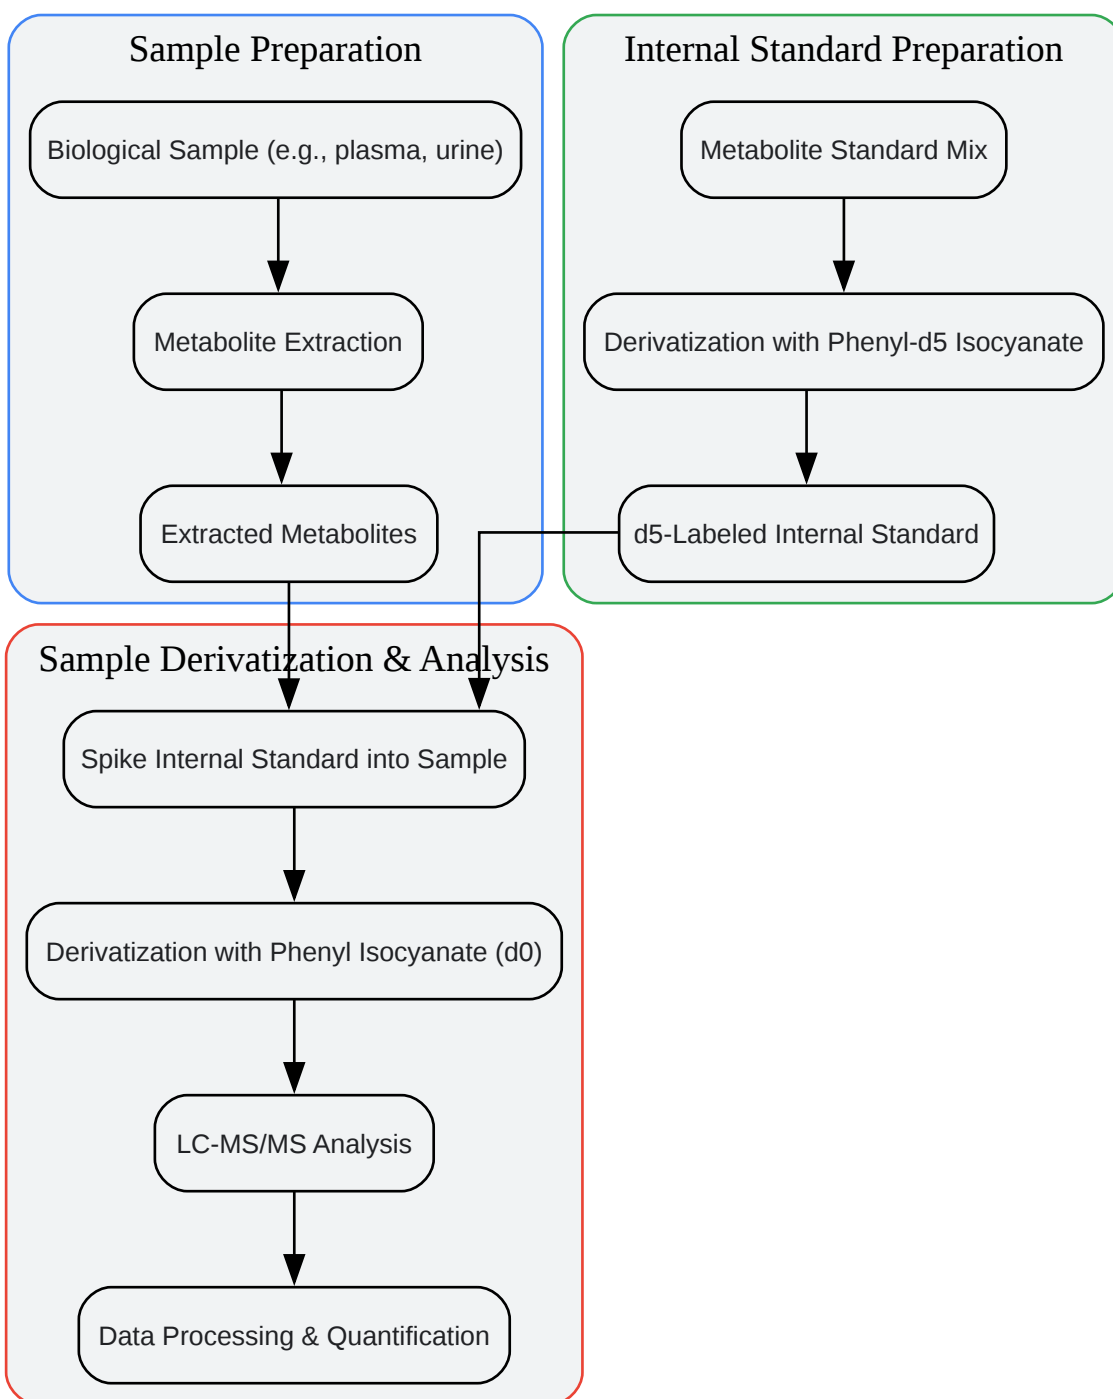 Sample Preparation
Biological Sample (e.g., plasma, urine)
Metabolite Extraction
Extracted Metabolites
Internal Standard Preparation
Metabolite Standard Mix
Derivatization with Phenyl-d5 Isocyanate
d5-Labeled Internal Standard
Sample Derivatization & Analysis
Spike Internal Standard into Sample
Derivatization with Phenyl Isocyanate (d0)
LC-MS/MS Analysis
Data Processing & Quantification